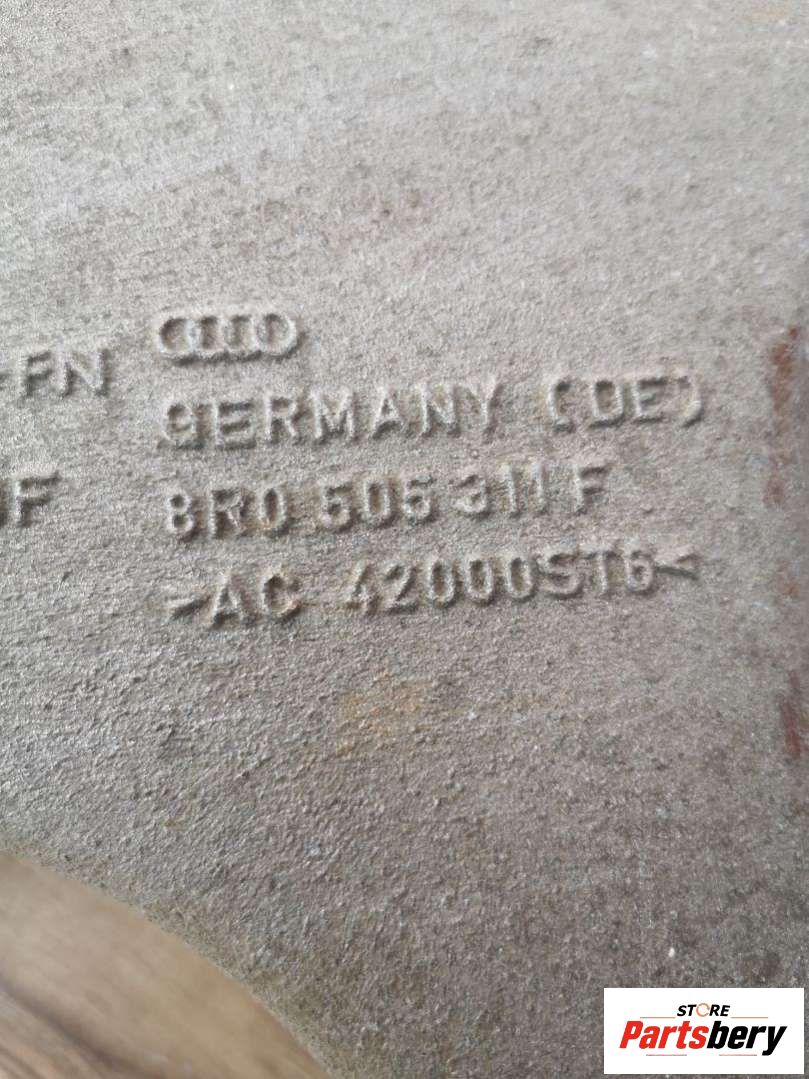 -FN
GERMANY (DE)
F 8R0 505 311 F
>AC 42000ST6<
STORE
Partsbery